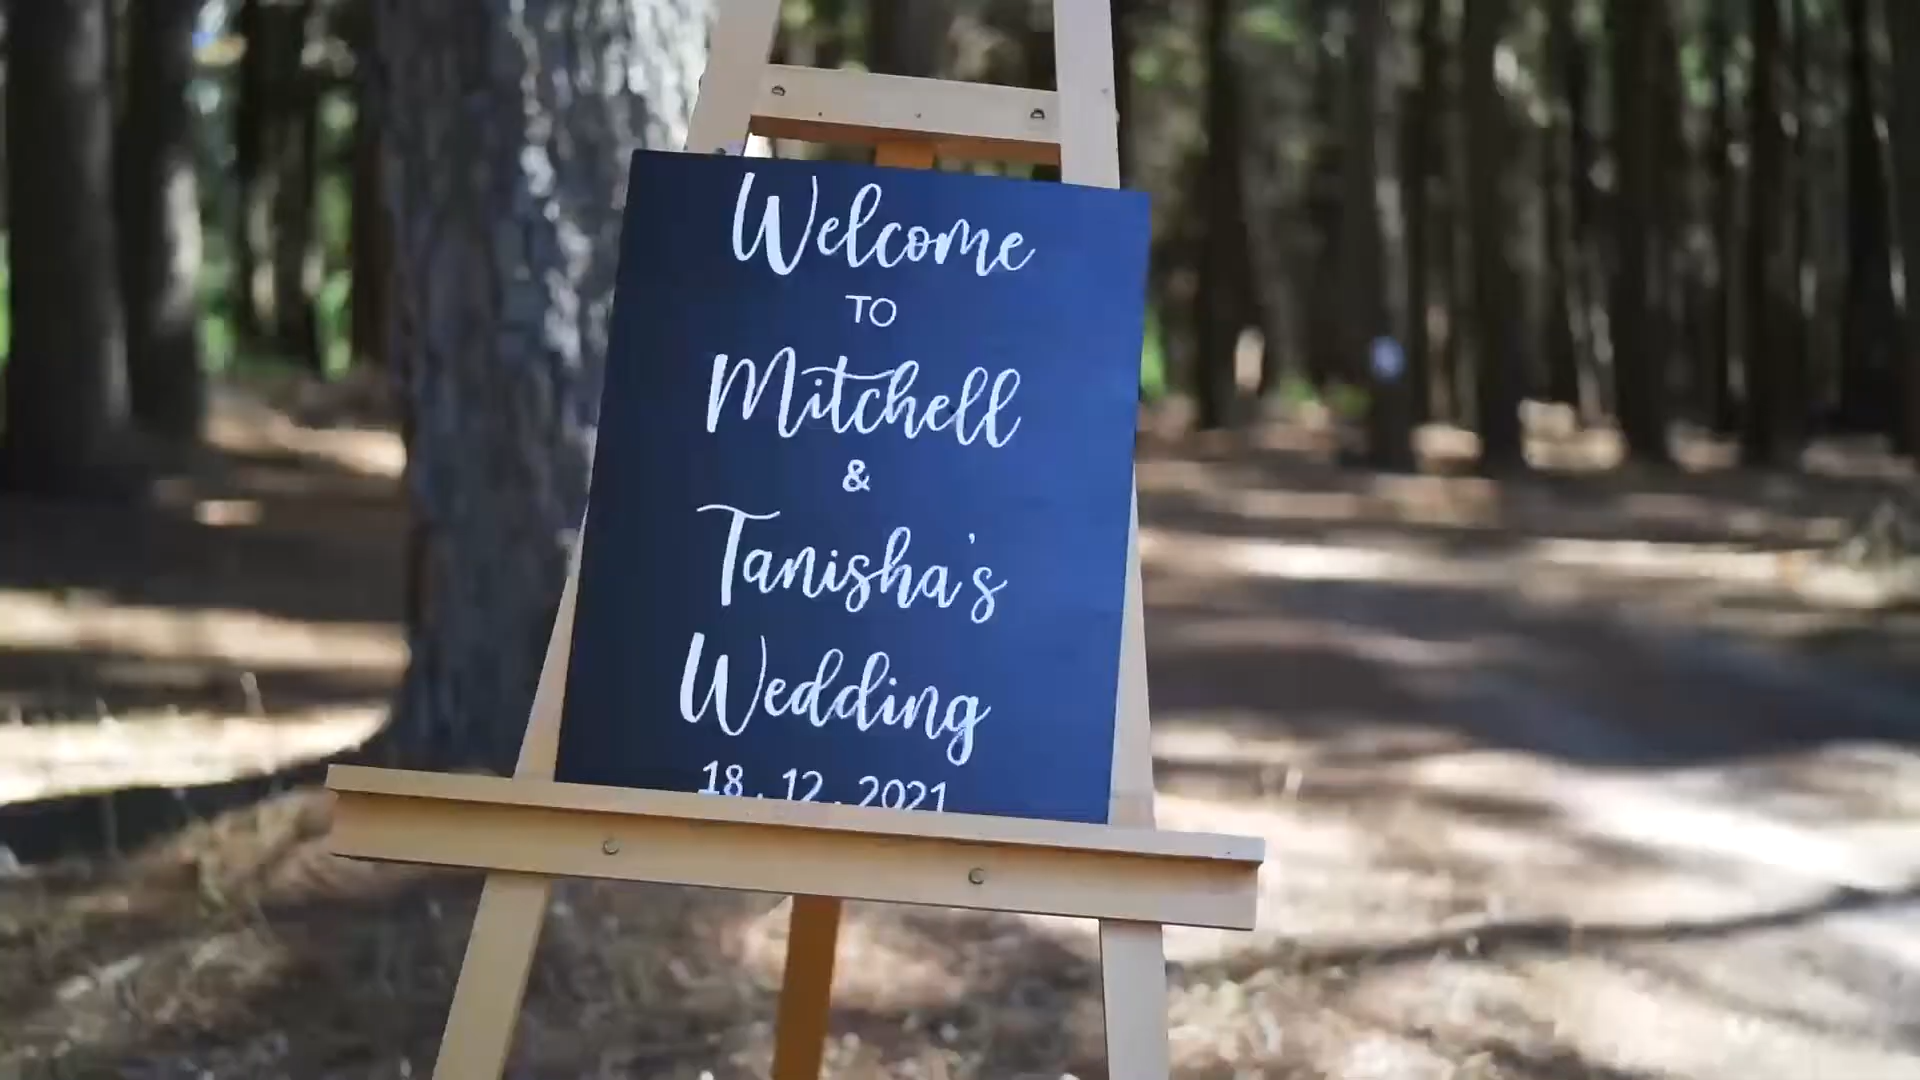 Welcome
TO
Mitchell
&
Tanisha's
Wedding
18 . 12 . 2021